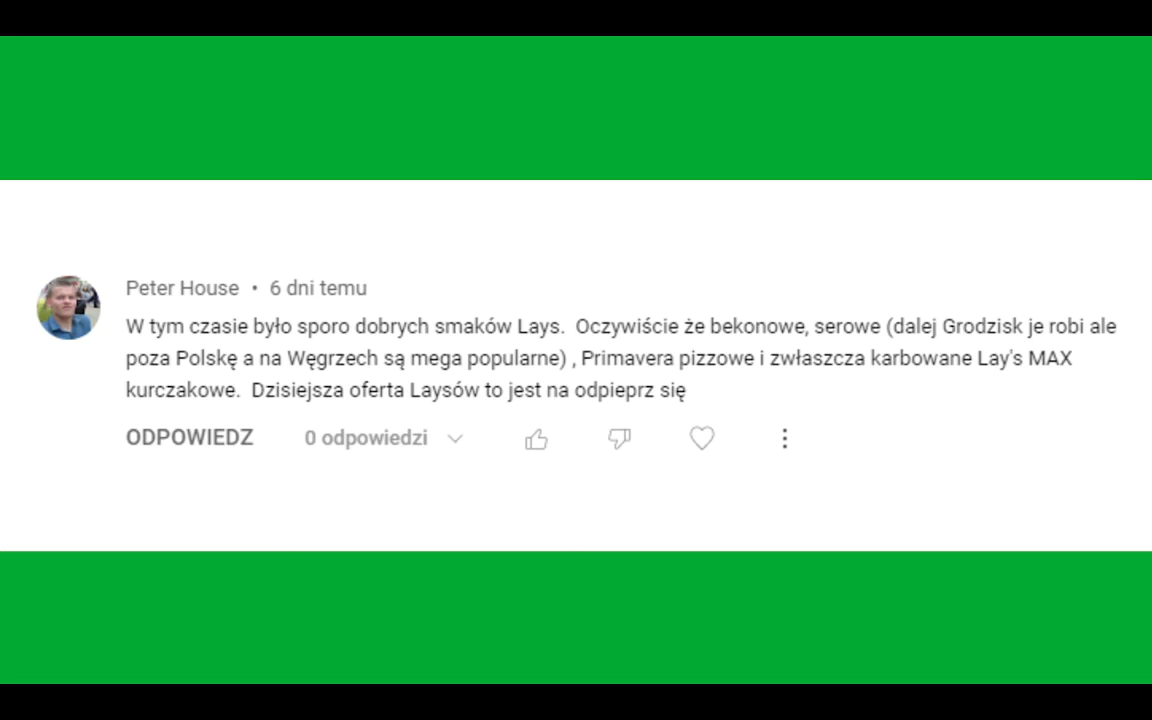 Peter House • 6 dni temu
W tym czasie było sporo dobrych smaków Lays.  Oczywiście że bekonowe, serowe (dalej Grodzisk je robi ale
poza Polskę a na Węgrzech są mega popularne) , Primavera pizzowe i zwłaszcza karbowane Lay's MAX
kurczakowe.  Dzisiejsza oferta Laysów to jest na odpieprz się
ODPOWIEDZ 0 odpowiedzi